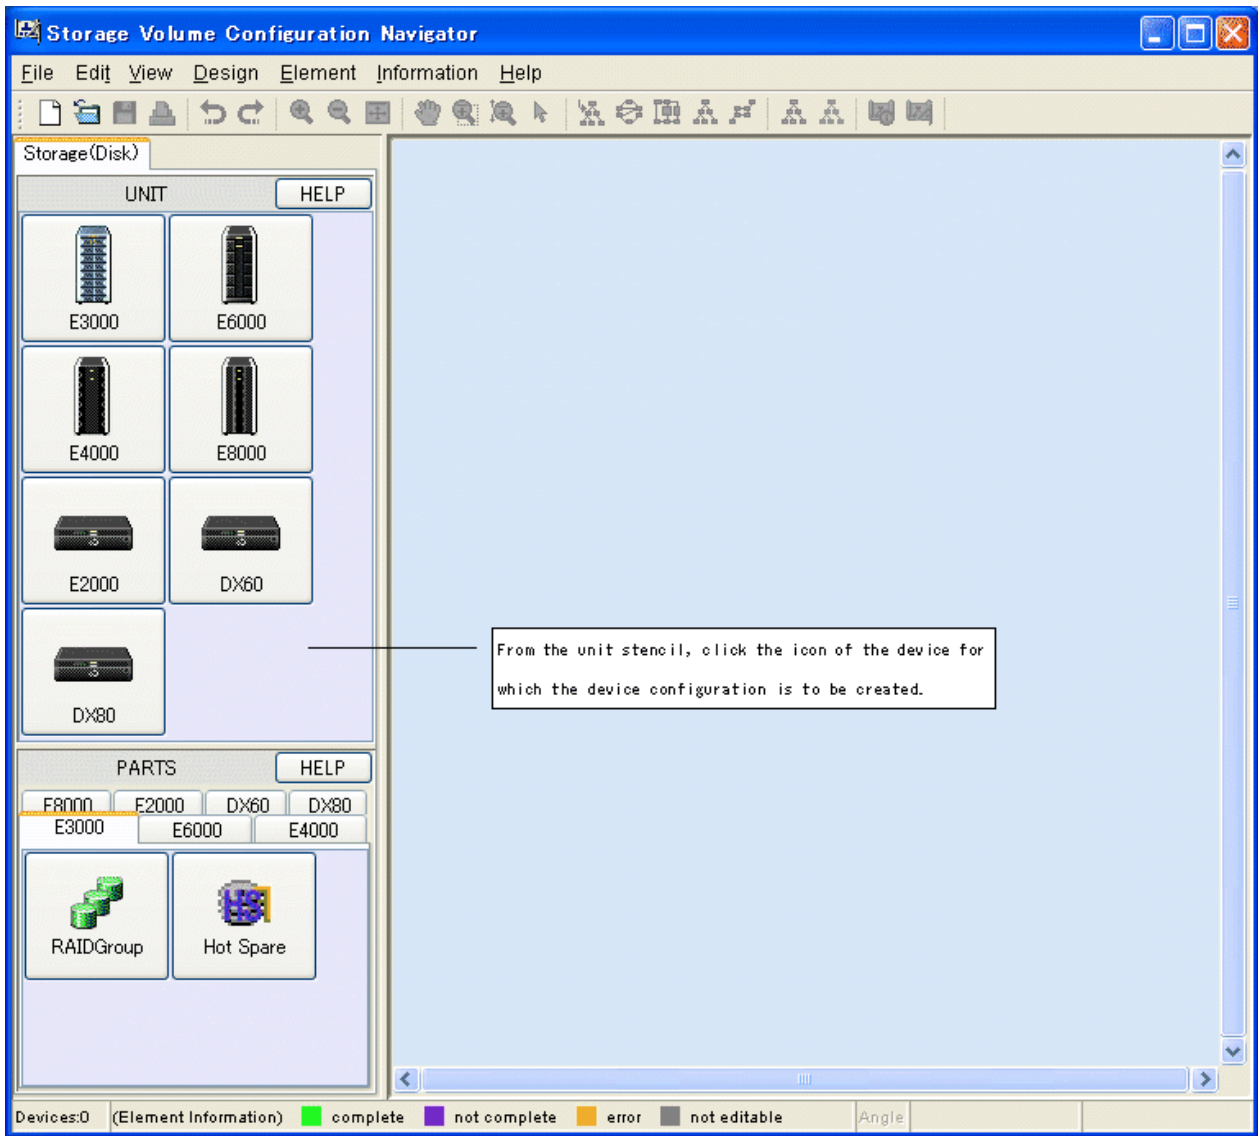 Storage Volume Configuration Navigator
File Edit View Design Element Information Help
Storage(Disk)
UNIT HELP
E3000 E6000
E4000 E8000
E2000 DX60
From the unit stencil, click the icon of the device for
which the device configuration is to be created.
DX80
PARTS HELP
E8000 E2000 DX60 DX80
E3000 E6000 E4000
HS
RAIDGroup Hot Spare
Devices:0 (Element Information) complete not complete error not editable Angle